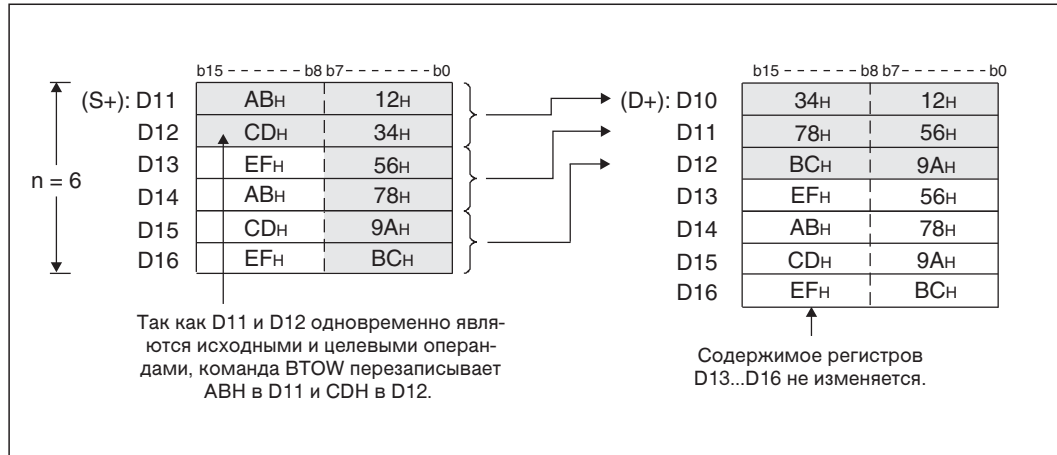 b15 - - - - - - b8 b7- - - - - - b0
(S+): D11 ABH 12H
D12 CDH 34H
D13 EFH 56H
D14 ABH 78H
D15 CDH 9AH
D16 EFH BCH
n = 6
Так как D11 и D12 одновременно явля-
ются исходными и целевыми операн-
дами, команда BTOW перезаписывает
ABH в D11 и CDH в D12.
b15 - - - - - - b8 b7- - - - - - b0
(D+): D10 34H 12H
D11 78H 56H
D12 BCH 9AH
D13 EFH 56H
D14 ABH 78H
D15 CDH 9AH
D16 EFH BCH
Содержимое регистров
D13...D16 не изменяется.